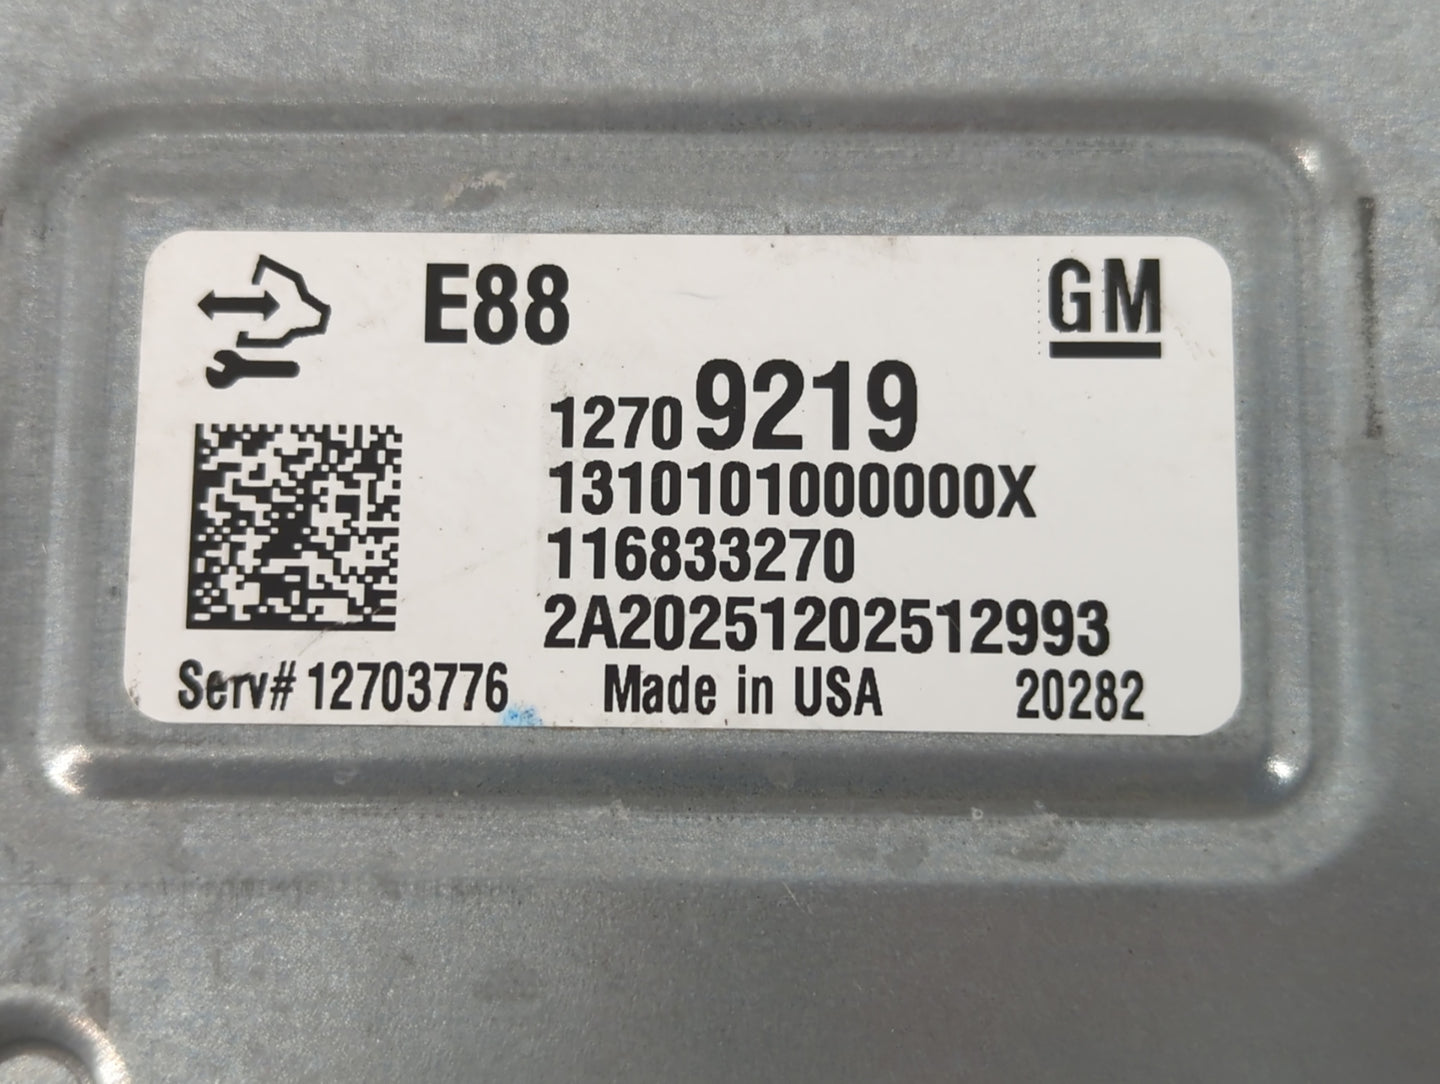 E88
GM
12709219
1310101000000X
116833270
2A20251202512993
Serv# 12703776 Made in USA 20282